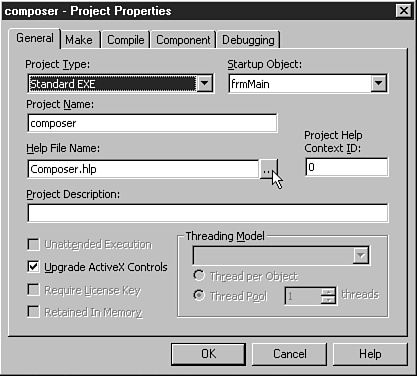 composer - Project Properties
General Make Compile Component Debugging
Project Type: Startup Object:
Standard EXE frmMain
Project Name:
composer
Help File Name: Project Help Context ID:
Composer.hlp ... 0
Project Description:
Unattended Execution
Upgrade ActiveX Controls
Require License Key
Retained In Memory
Threading Model
Thread per Object
Thread Pool 1 threads
OK Cancel Help